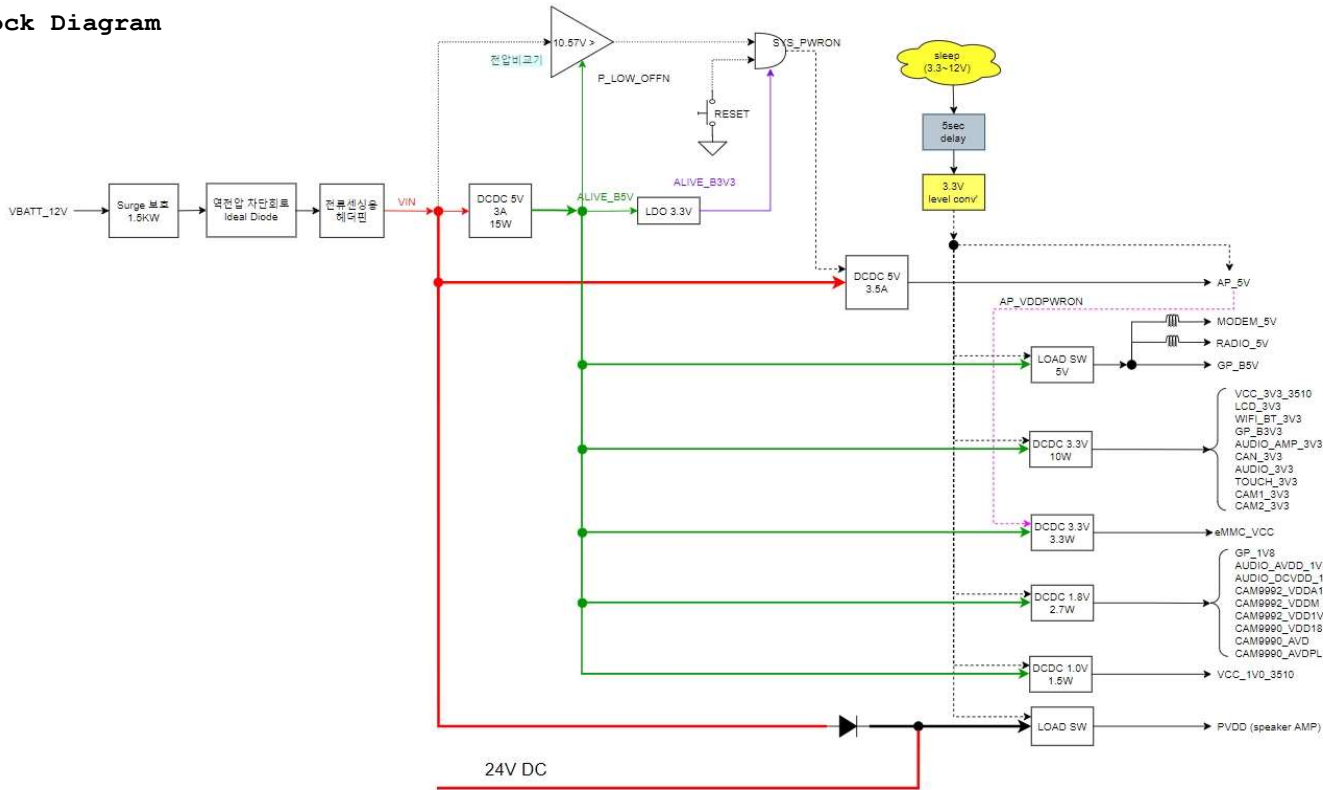 ock Diagram
10.57V >
전압비교기
P_LOW_OFFN
SYS_PWRON
RESET
sleep
(3.3~12V)
5sec
delay
3.3V
level conv'
VBATT_12V
Surge 보호
1.5KW
역전압 차단회로
Ideal Diode
전류센싱용
헤더핀
VIN
DCDC 5V
3A
15W
ALIVE_B5V
LDO 3.3V
ALIVE_B3V3
DCDC 5V
3.5A
AP_5V
AP_VDDPWRON
MODEM_5V
RADIO_5V
GP_B5V
LOAD SW
5V
VCC_3V3_3510
LCD_3V3
WIFI_BT_3V3
GP_B3V3
AUDIO_AMP_3V3
CAN_3V3
AUDIO_3V3
TOUCH_3V3
CAM1_3V3
CAM2_3V3
DCDC 3.3V
10W
DCDC 3.3V
3.3W
eMMC_VCC
GP_1V8
AUDIO_AVDD_1V
AUDIO_DCVDD_1
CAM9992_VDDA1
CAM9992_VDDM
CAM9992_VDD1V
CAM9990_VDD18
CAM9990_AVD
CAM9990_AVDPL
DCDC 1.8V
2.7W
DCDC 1.0V
1.5W
VCC_1V0_3510
LOAD SW
PVDD (speaker AMP)
24V DC